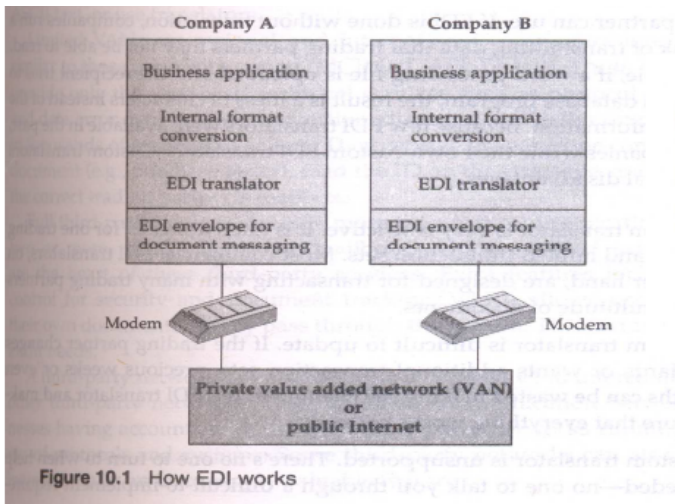 Company A
Business application
Internal format
conversion
EDI translator
EDI envelope for
document messaging
Modem
Company B
Business application
Internal format
conversion
EDI translator
EDI envelope for
document messaging
Modem
Private value added network (VAN)
or
public Internet
Figure 10.1 How EDI works